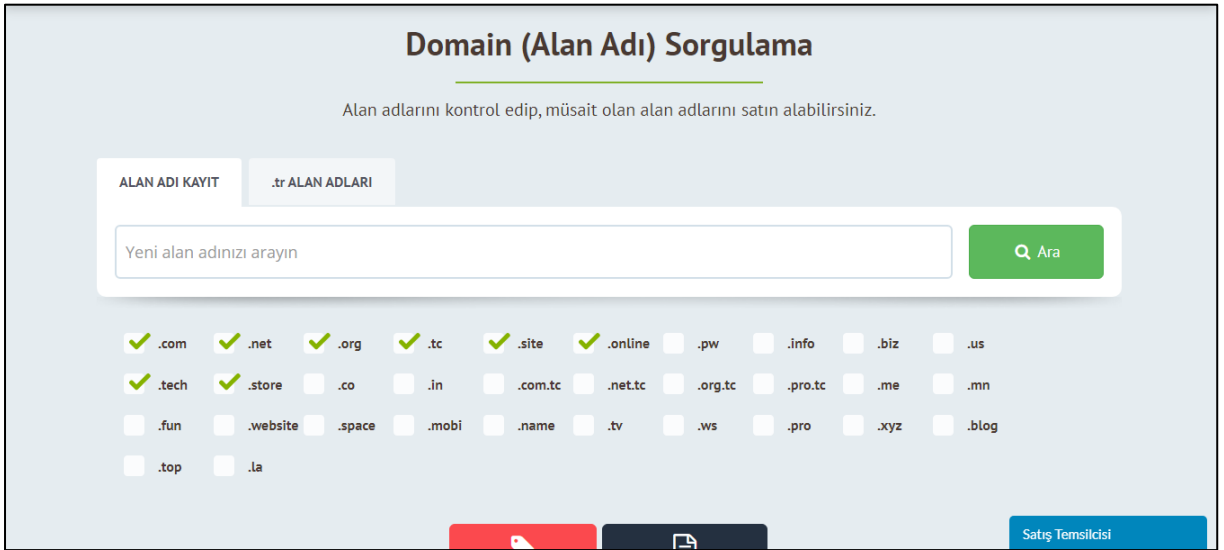 Domain (Alan Adı) Sorgulama
Alan adlarını kontrol edip, müsait olan alan adlarını satın alabilirsiniz.
ALAN ADI KAYIT .tr ALAN ADLARI
Yeni alan adınızı arayın Ara
.com .net .org .tc .site .online .pw .info .biz .us
.tech .store .co .in .com.tc .net.tc .org.tc .pro.tc .me .mn
.fun .website .space .mobi .name .tv .ws .pro .xyz .blog
.top .la
Satış Temsilcisi